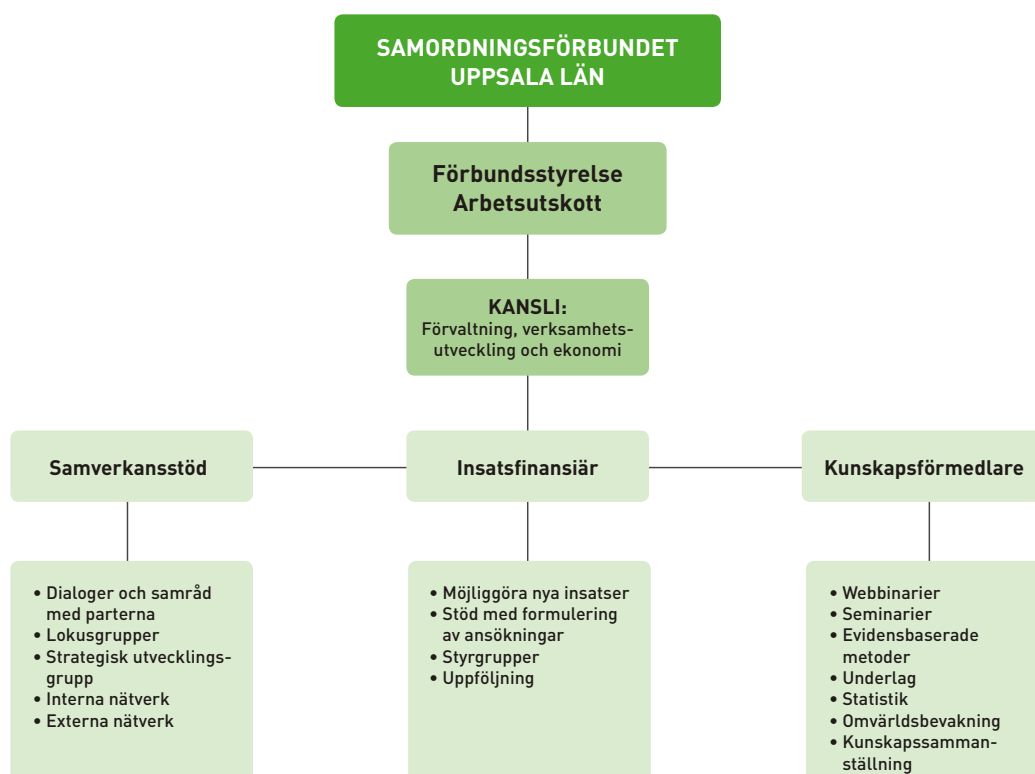 SAMORDNINGSFÖRBUNDET
UPPSALA LÄN
Förbundsstyrelse
Arbetsutskott
KANSLI:
Förvaltning, verksamhets-
utveckling och ekonomi
Samverkansstöd
Insatsfinansiär
Kunskapsförmedlare
• Dialoger och samråd
med parterna
• Lokusgrupper
• Strategisk utvecklings-
grupp
• Interna nätverk
• Externa nätverk
• Möjliggöra nya insatser
• Stöd med formulering
av ansökningar
• Styrgrupper
• Uppföljning
• Webbinarier
• Seminarier
• Evidensbaserade
metoder
• Underlag
• Statistik
• Omvärldsbevakning
• Kunskapssamman-
ställning